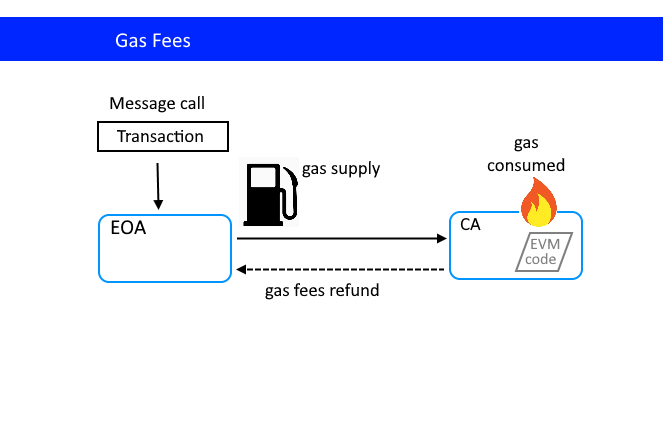 Gas Fees
Message call
Transaction
gas supply
gas
consumed
EOA
CA
EVM
code
gas fees refund